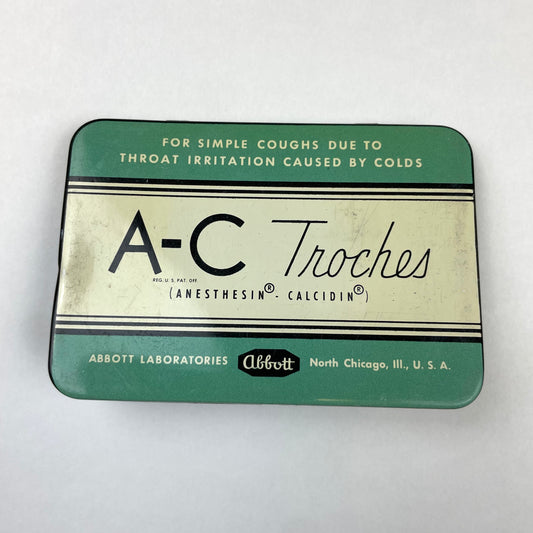 FOR SIMPLE COUGHS DUE TO
THROAT IRRITATION CAUSED BY COLDS
A-C Troches
REG. U. S. PAT. OFF.
(ANESTHESIN® - CALCIDIN®)
ABBOTT LABORATORIES abbott North Chicago, Ill., U. S. A.